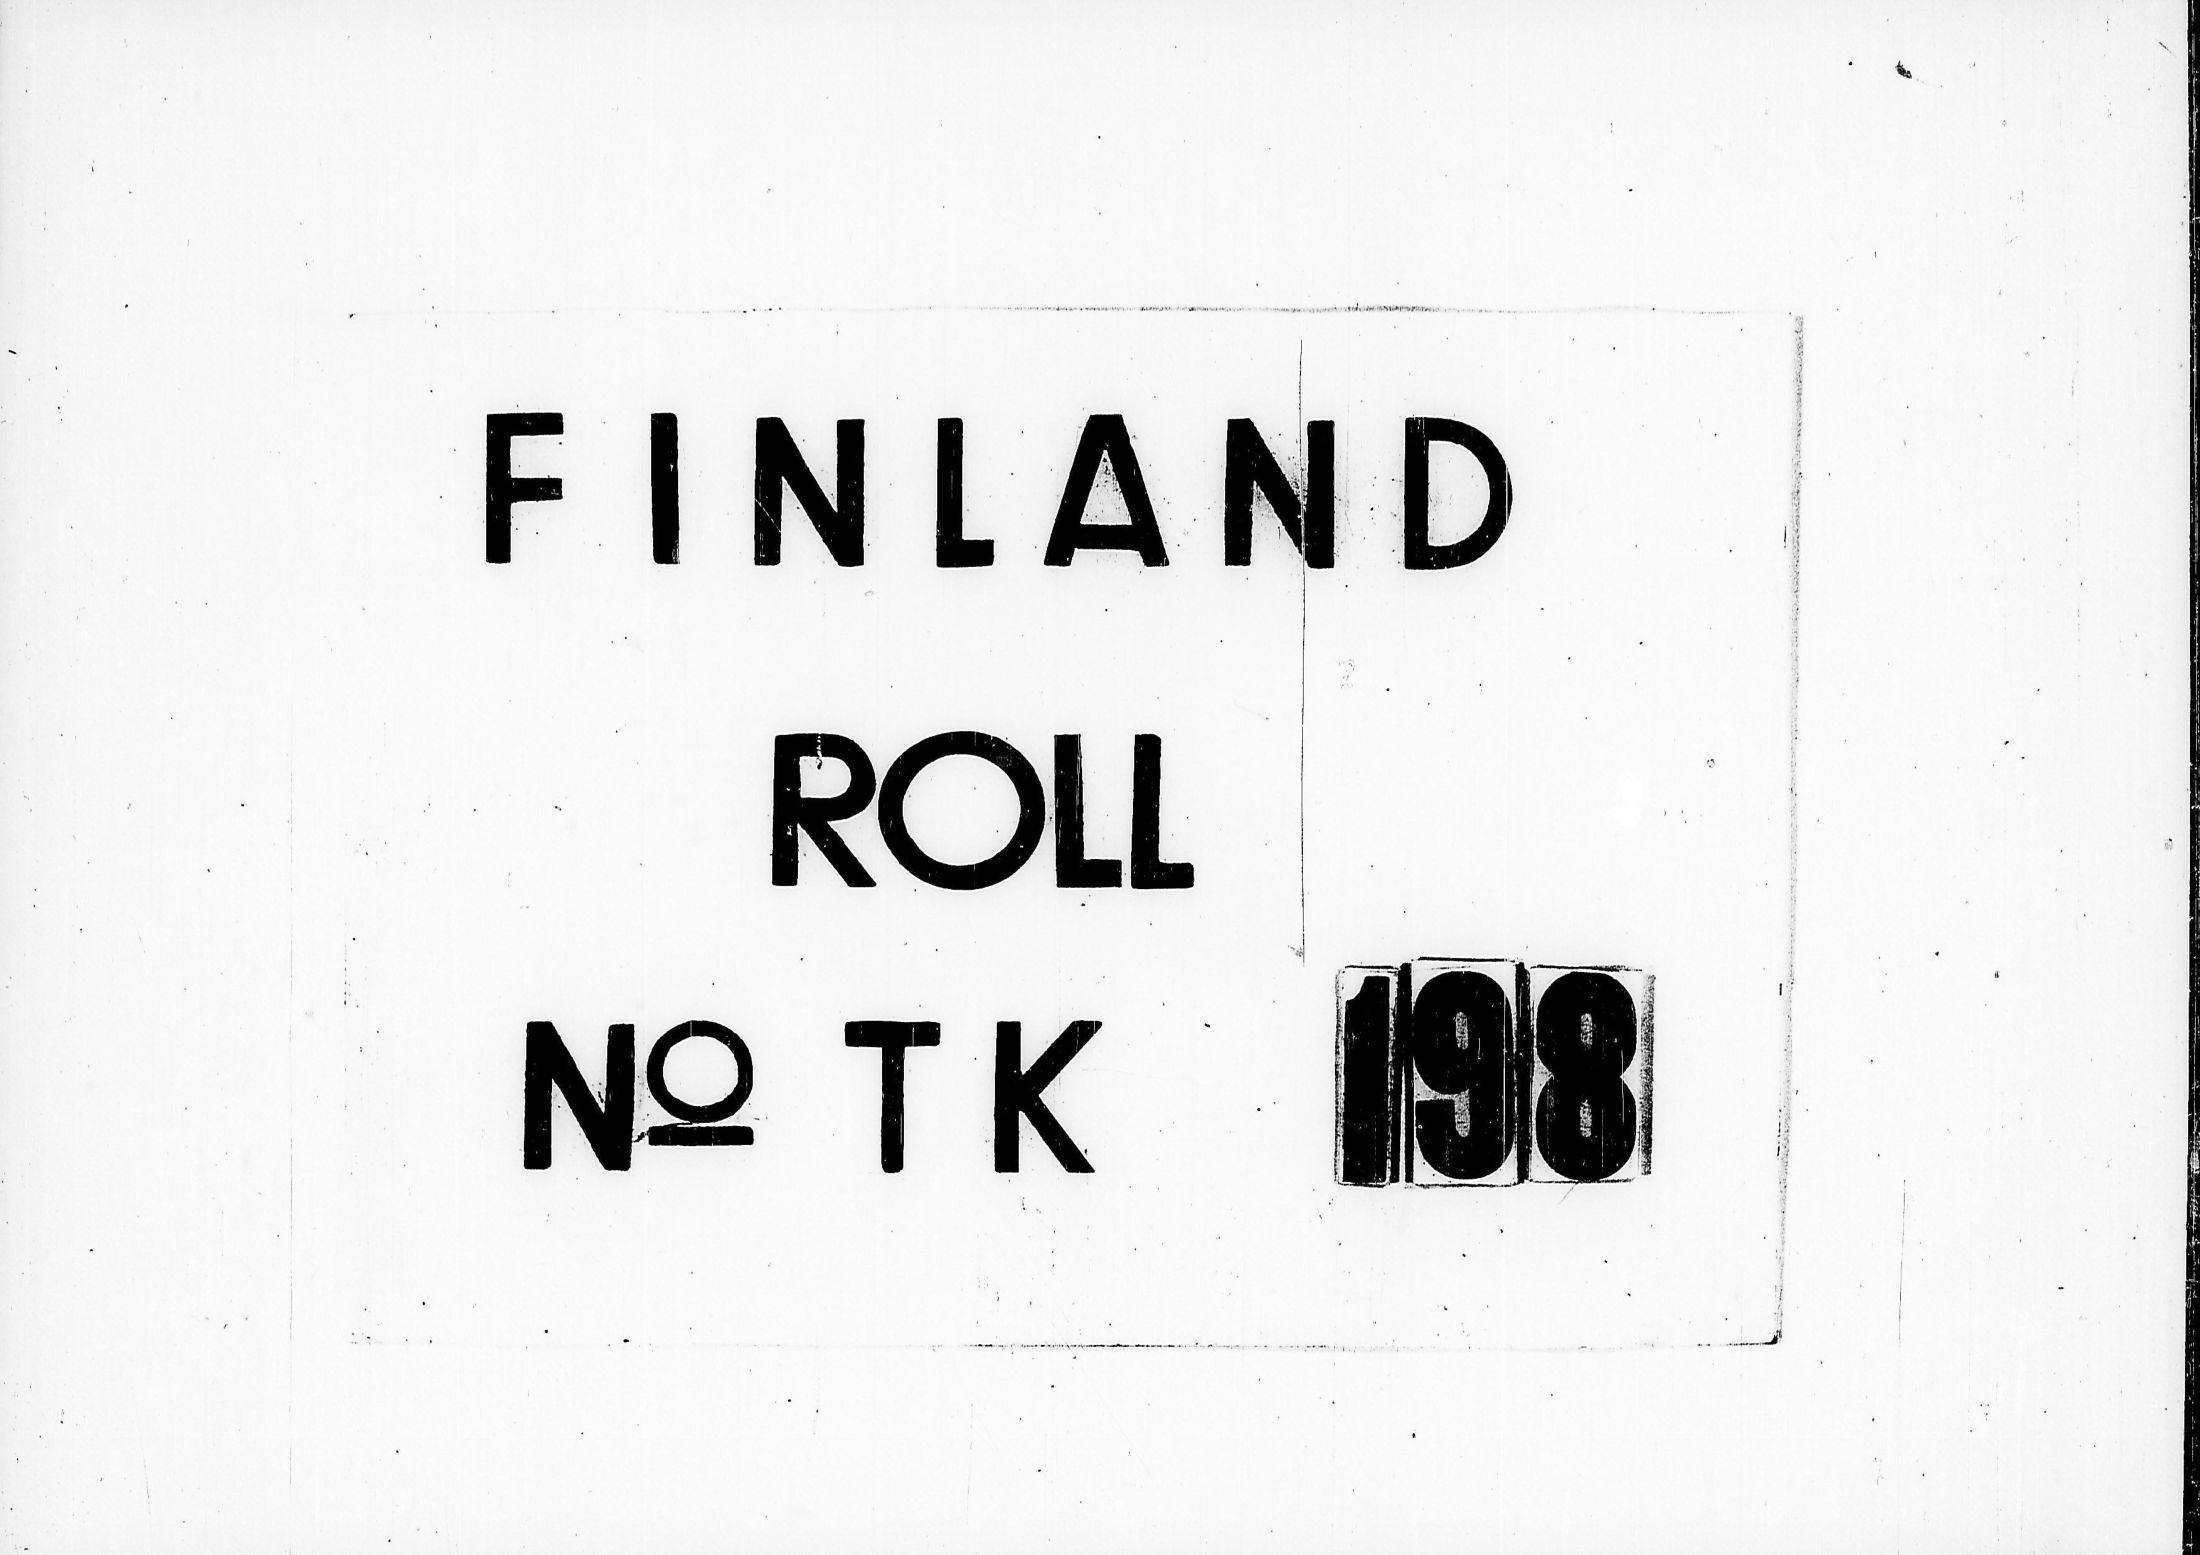 FINLAND
ROLL
Nº TK 198